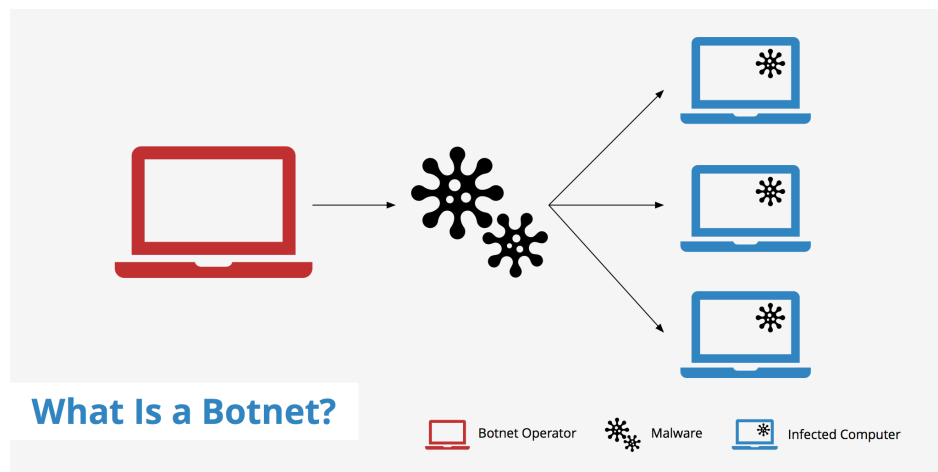 What Is a Botnet?
Botnet Operator
Malware
Infected Computer